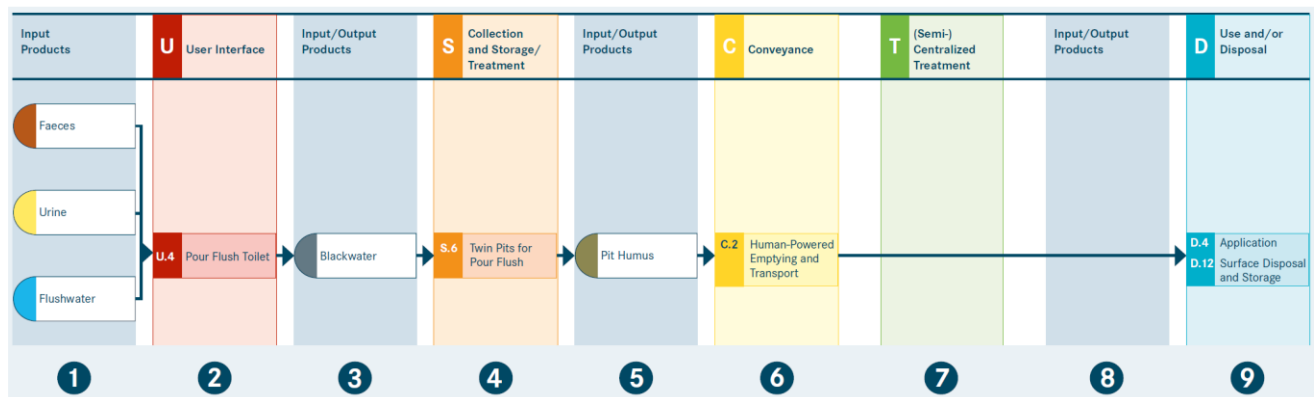 Input
Products
U
User Interface
Input/Output
Products
S
Collection
and Storage/
Treatment
Input/Output
Products
C
Conveyance
T
(Semi-)
Centralized
Treatment
Input/Output
Products
D
Use and/or
Disposal
Faeces
Urine
Flushwater
U.4 Pour Flush Toilet
Blackwater
S.6 Twin Pits for
Pour Flush
Pit Humus
C.2 Human-Powered
Emptying and
Transport
D.4 Application
D.12 Surface Disposal
and Storage
1 2 3 4 5 6 7 8 9